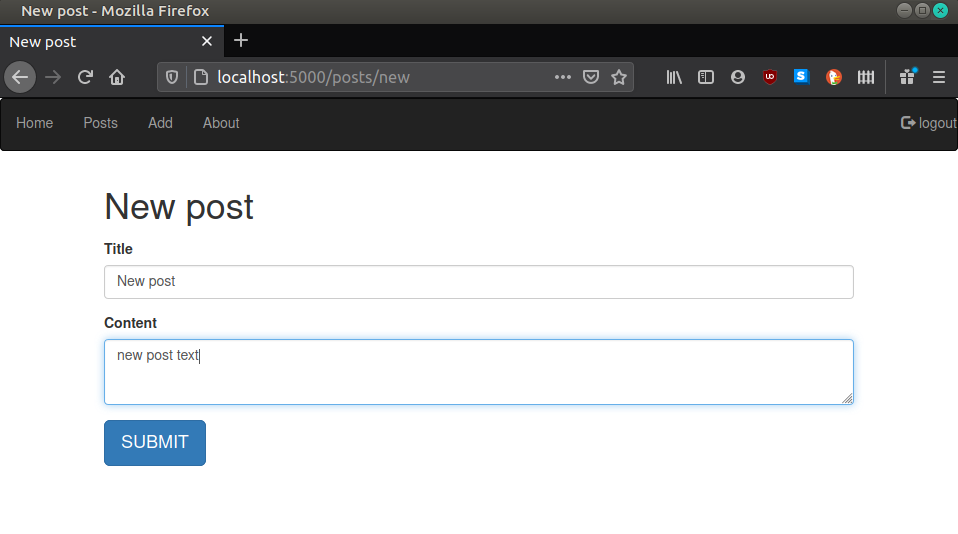 New post - Mozilla Firefox
New post
localhost:5000/posts/new
Home Posts Add About logout
New post
Title
New post
Content
new post text
SUBMIT